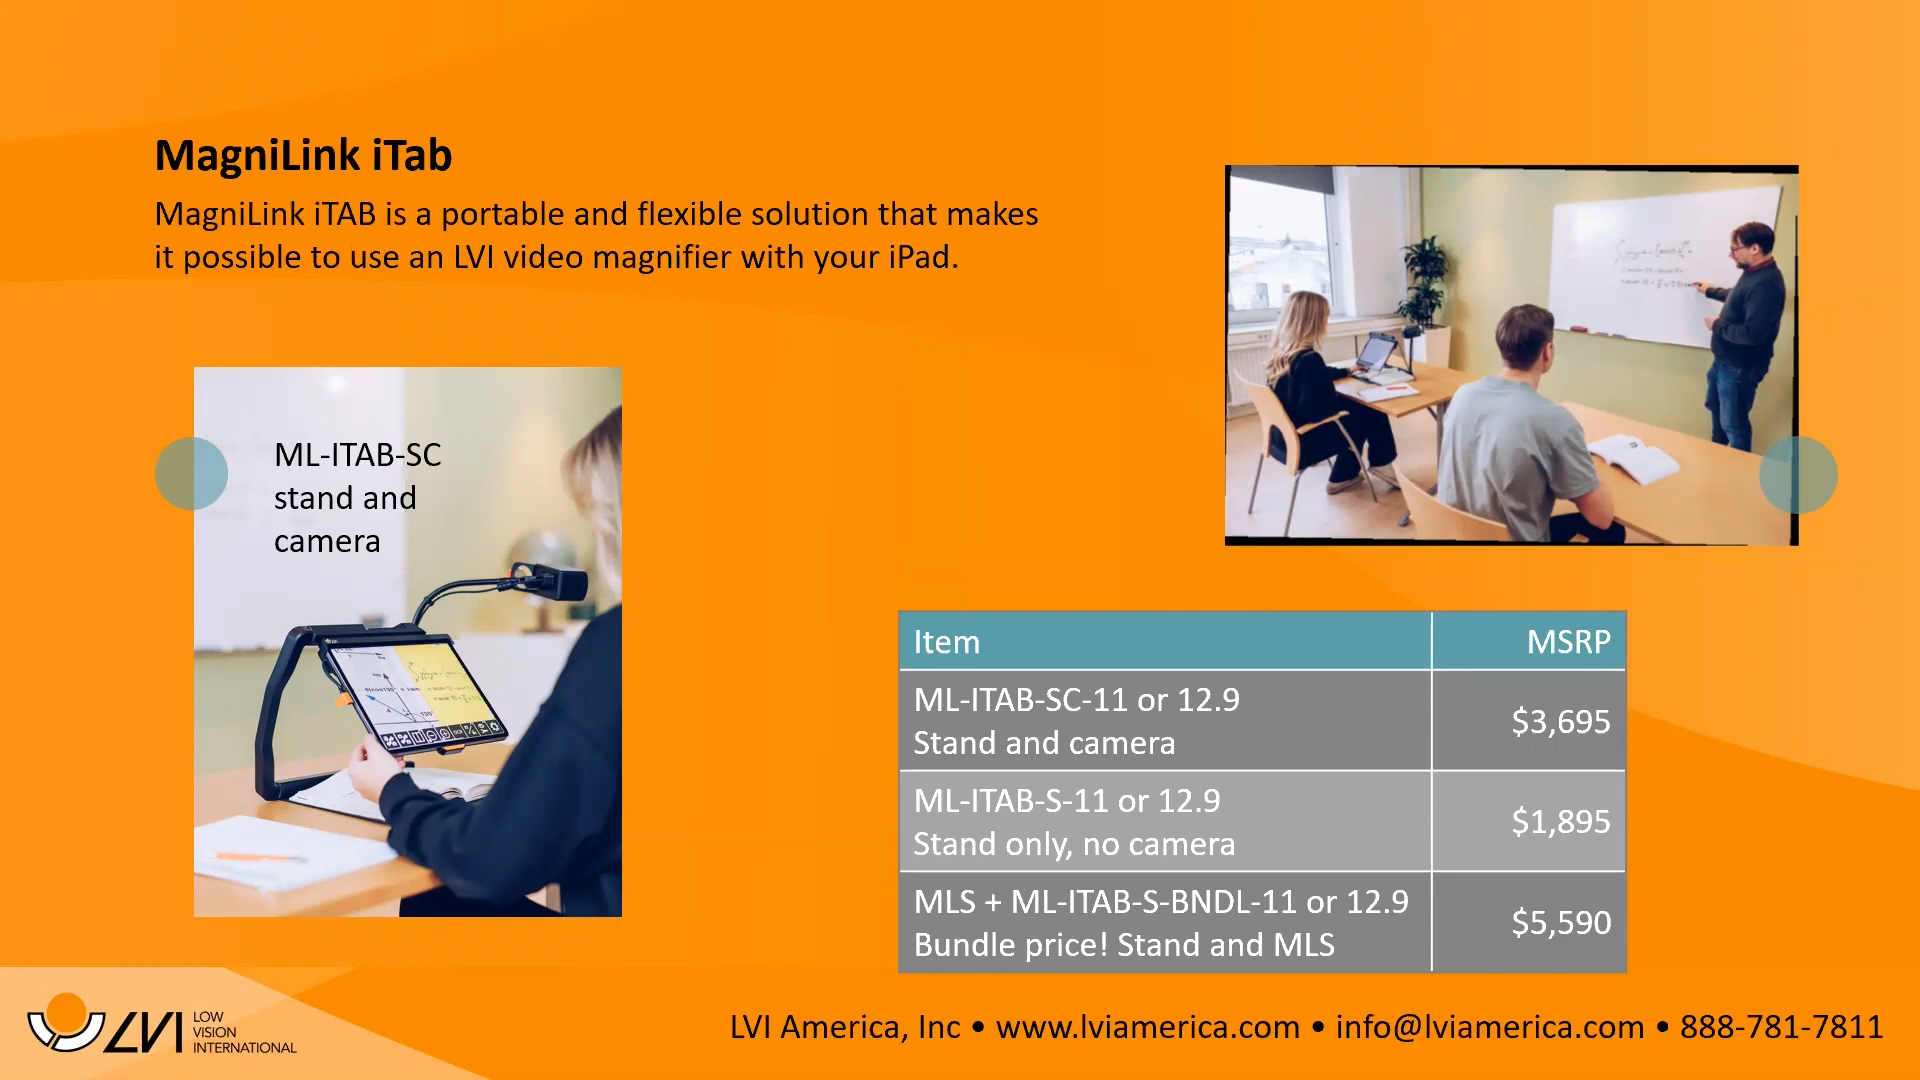 MagniLink iTab
MagniLink iTAB is a portable and flexible solution that makes
it possible to use an LVI video magnifier with your iPad.
ML-ITAB-SC
stand and
camera
Item MSRP
ML-ITAB-SC-11 or 12.9
Stand and camera
$3,695
ML-ITAB-S-11 or 12.9
Stand only, no camera
$1,895
MLS + ML-ITAB-S-BNDL-11 or 12.9
Bundle price! Stand and MLS
$5,590
LVI
LOW
VISION
INTERNATIONAL
LVI America, Inc • www.lviamerica.com • info@lviamerica.com • 888-781-7811